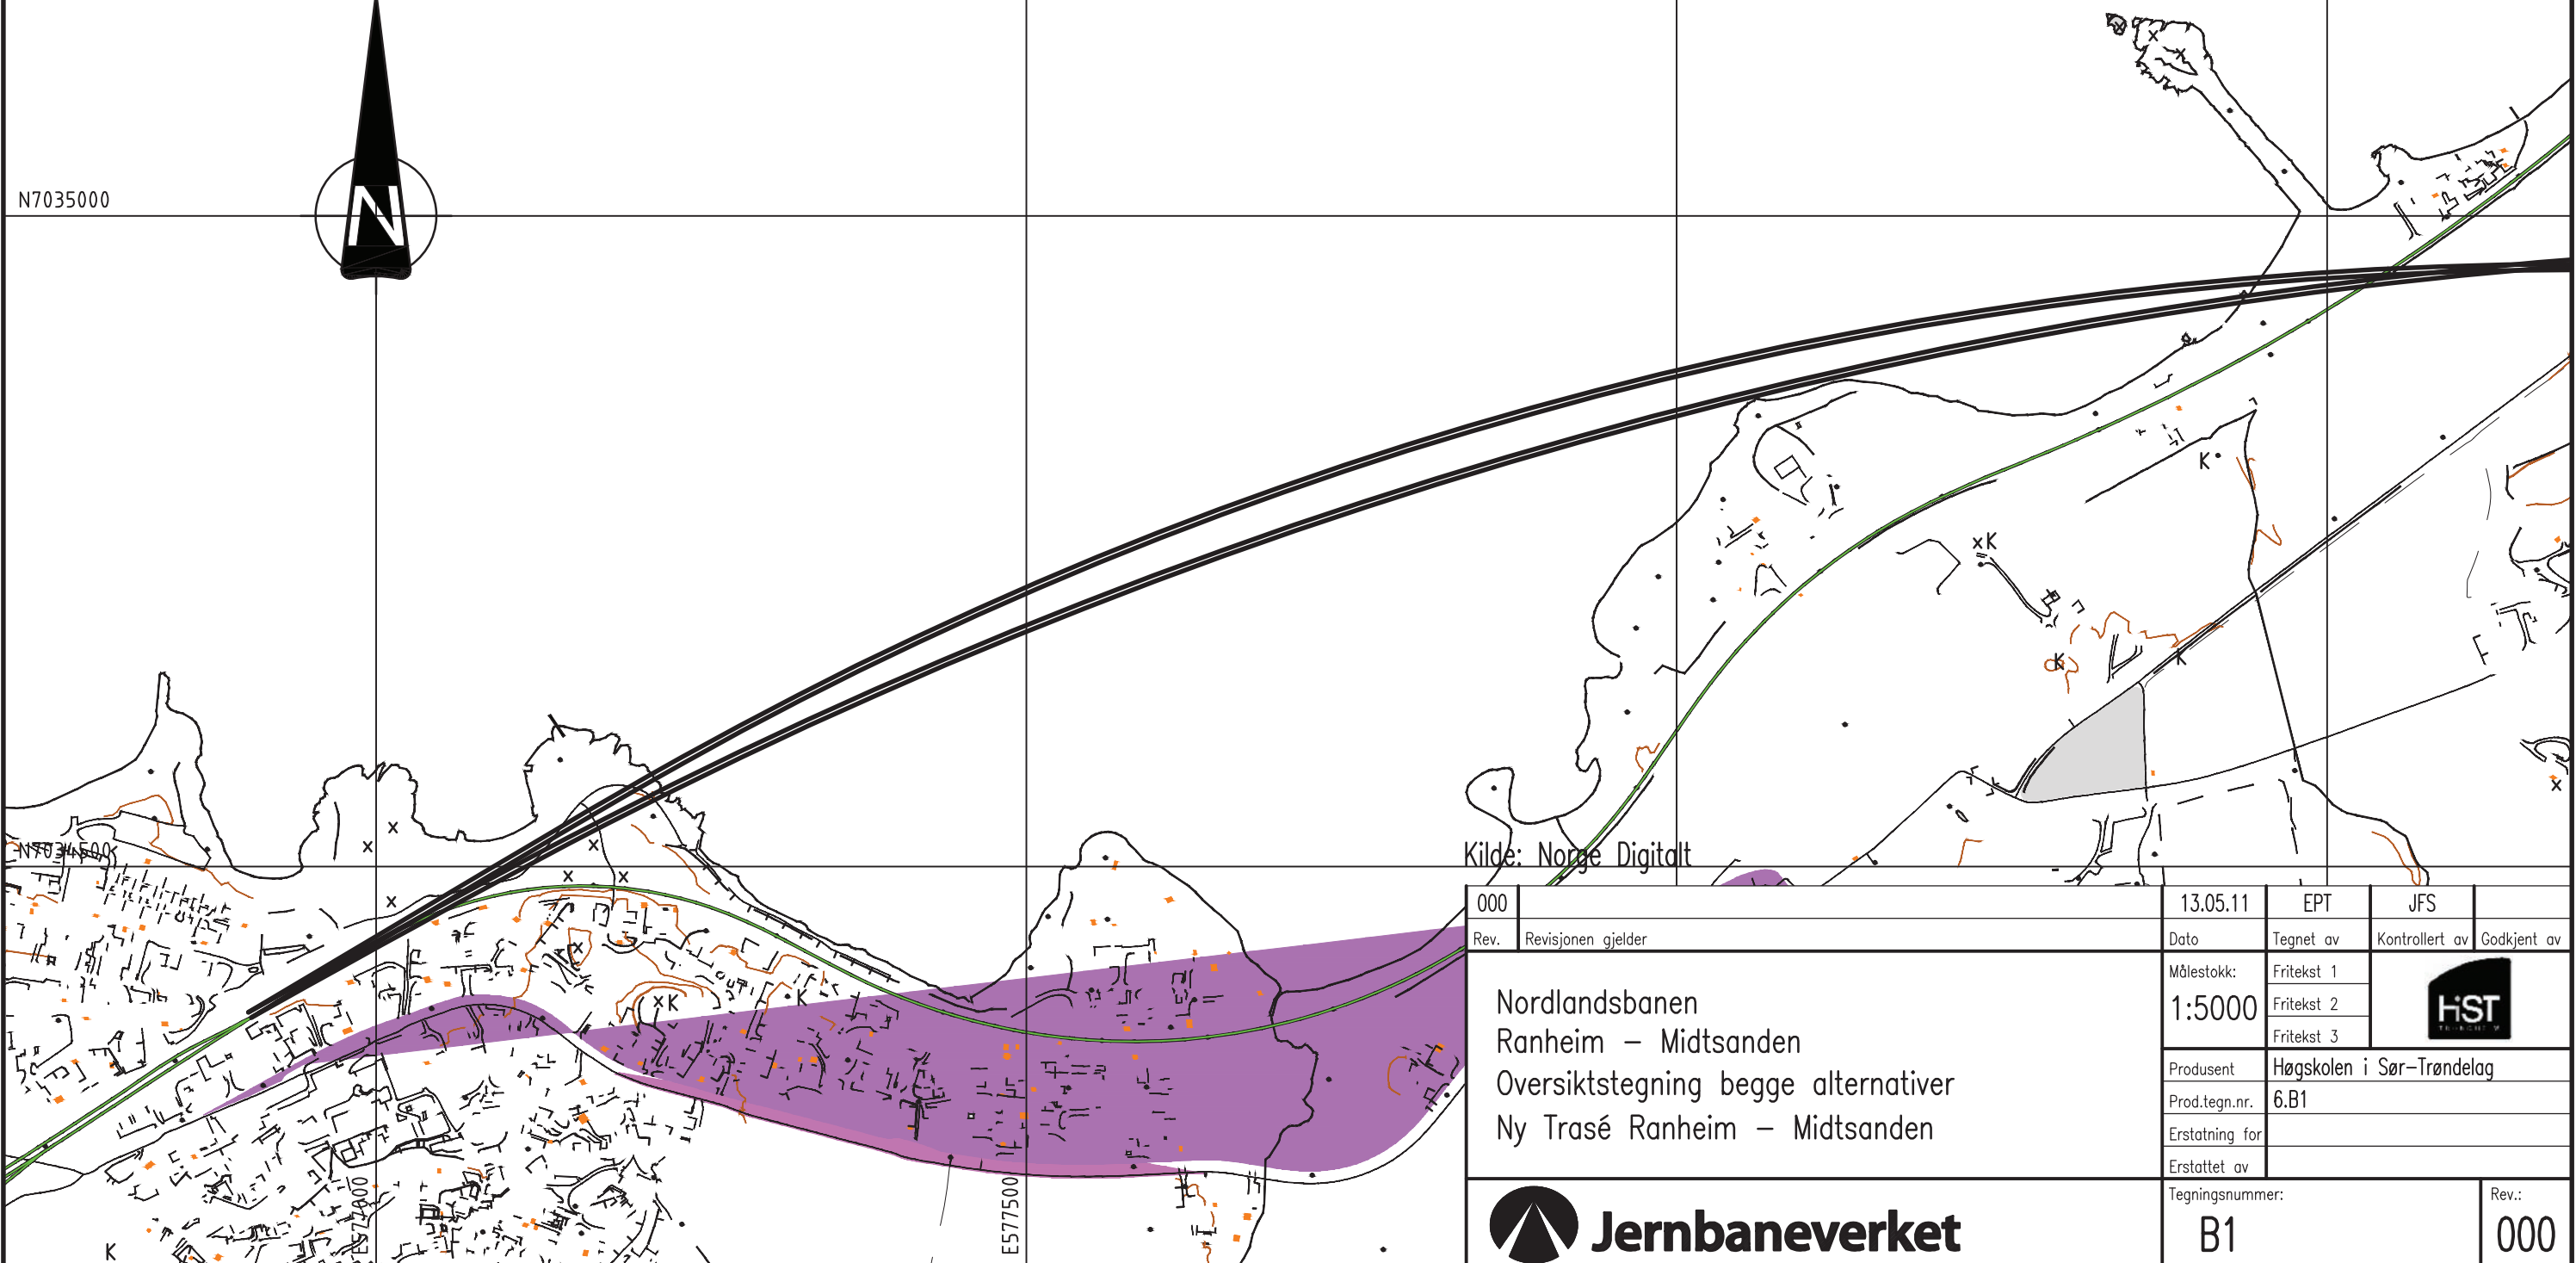 N
N7035000
K
xK
K
K
x
x
x
N7034500
x
x
x
x
Kilde: Norge Digitalt
xK
K
K
E577000
E577500
000
13.05.11
EPT
JFS
Rev.
Revisjonen gjelder
Dato
Tegnet av
Kontrollert av
Godkjent av
Nordlandsbanen
Ranheim – Midtsanden
Oversiktstegning begge alternativer
Ny Trasé Ranheim – Midtsanden
Målestokk:
1:5000
Fritekst 1
Fritekst 2
Fritekst 3
HiST
Produsent
Høgskolen i Sør–Trøndelag
Prod.tegn.nr.
6.B1
Erstatning for
Erstattet av
Jernbaneverket
Tegningsnummer:
B1
Rev.:
000